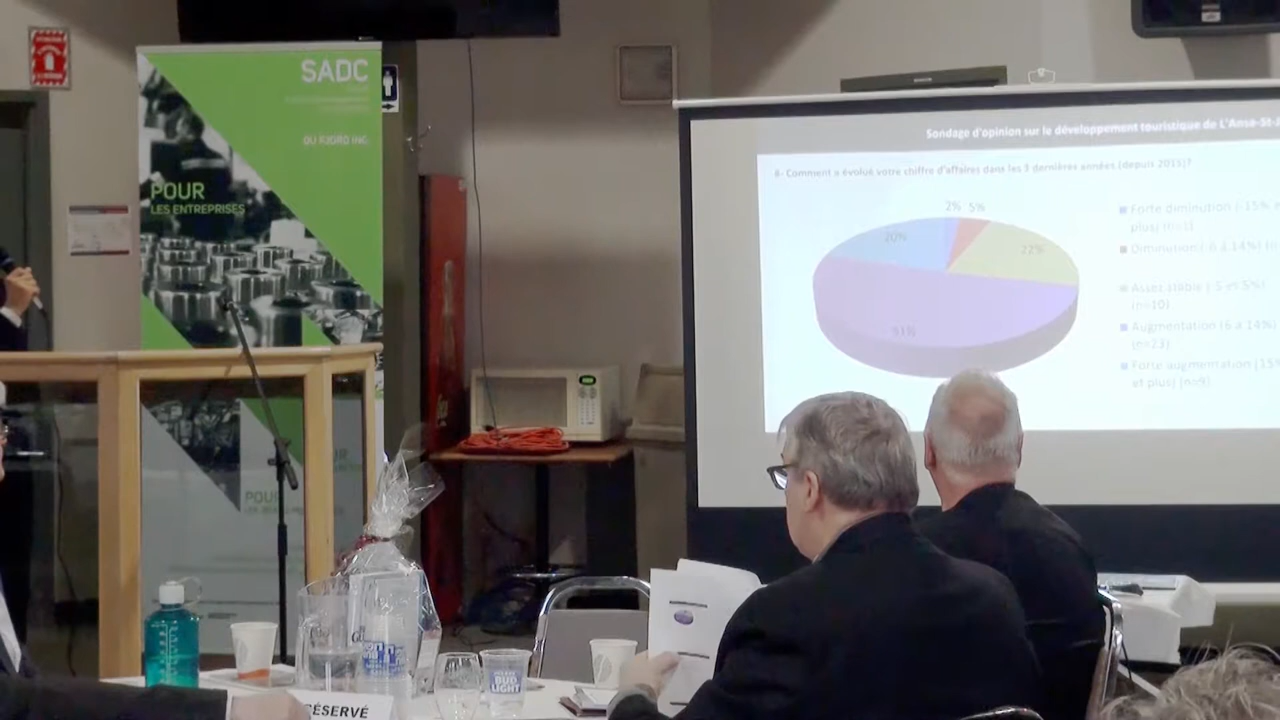 SADC
DU FJORD INC.
POUR
LES ENTREPRISES
Sondage d'opinion sur le développement touristique de L'Anse-St-J
8- Comment a évolué votre chiffre d'affaires dans les 3 dernières années (depuis 2015)?
2% 5%
20%
22%
51%
Forte diminution (-15% e
plus) (n=1)
Diminution (-6 à 14%) (n
Assez stable (-5 et 5%)
(n=10)
Augmentation (6 à 14%)
(n=23)
Forte augmentation (15%
et plus) (n=9)
POUR
BUD
LIGHT
RÉSERVÉ